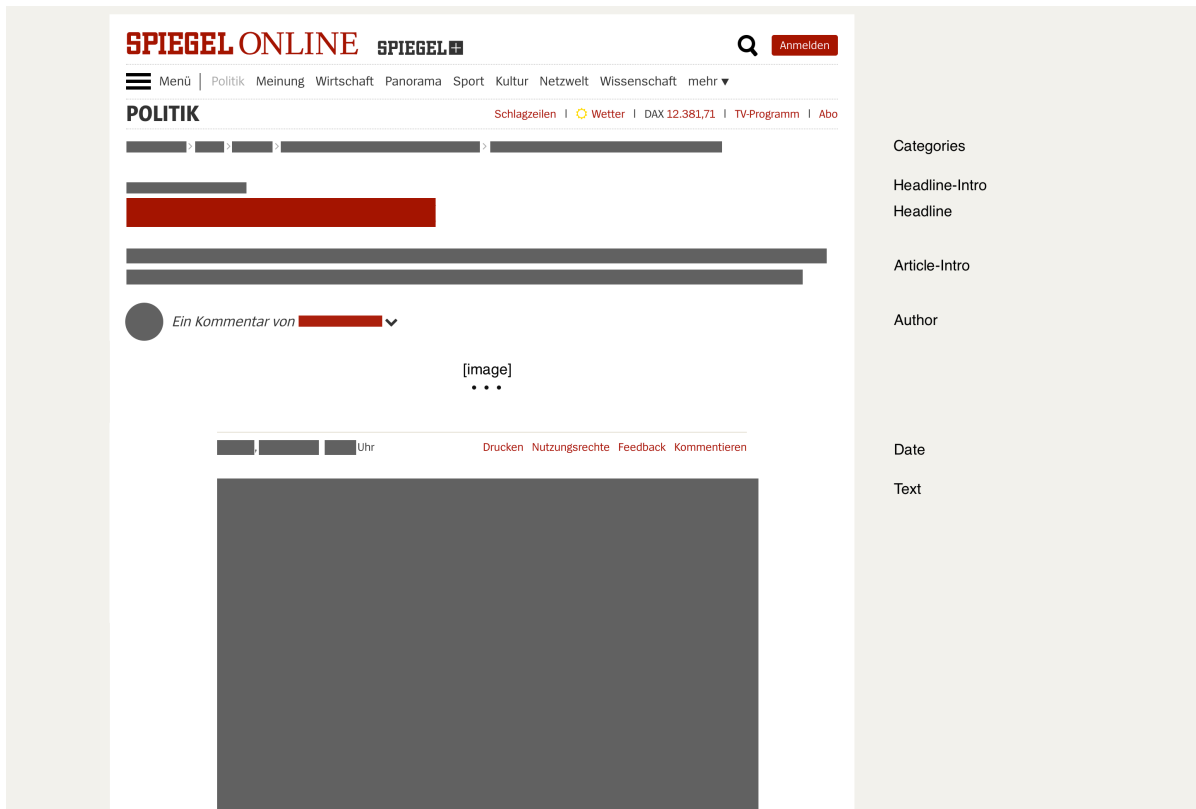 SPIEGEL ONLINE SPIEGEL+ Anmelden
Menü | Politik Meinung Wirtschaft Panorama Sport Kultur Netzwelt Wissenschaft mehr ▼
POLITIK Schlagzeilen | Wetter | DAX 12.381,71 | TV-Programm | Abo
Categories
Headline-Intro
Headline
Article-Intro
Ein Kommentar von
Author
[image]
• • •
, Uhr Drucken Nutzungsrechte Feedback Kommentieren
Date
Text